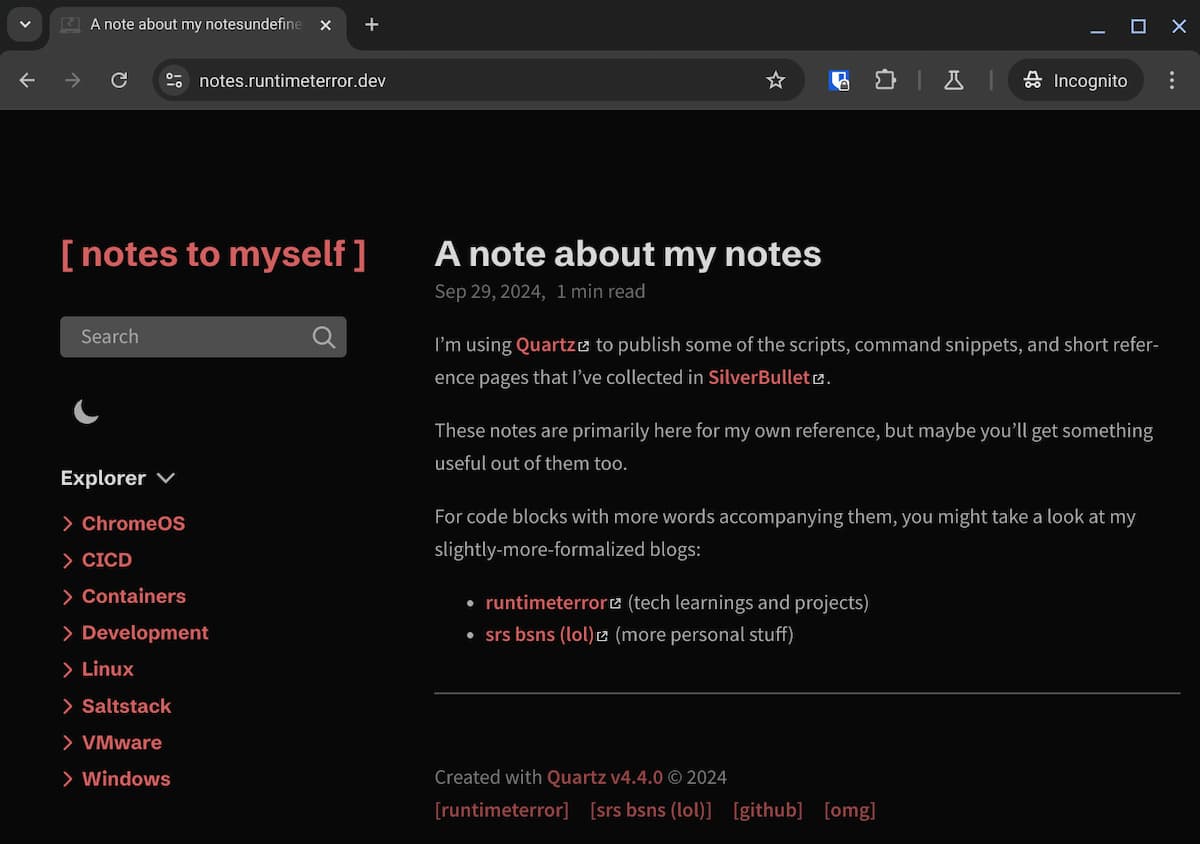 A note about my notesundefine
notes.runtimeterror.dev
Incognito
[ notes to myself ]
Search
Explorer
ChromeOS
CICD
Containers
Development
Linux
Saltstack
VMware
Windows
A note about my notes
Sep 29, 2024, 1 min read
I’m using Quartz to publish some of the scripts, command snippets, and short refer-
ence pages that I’ve collected in SilverBullet.
These notes are primarily here for my own reference, but maybe you’ll get something
useful out of them too.
For code blocks with more words accompanying them, you might take a look at my
slightly-more-formalized blogs:
• runtimeterror (tech learnings and projects)
• srs bsns (lol) (more personal stuff)
Created with Quartz v4.4.0 © 2024
[runtimeterror] [srs bsns (lol)] [github] [omg]